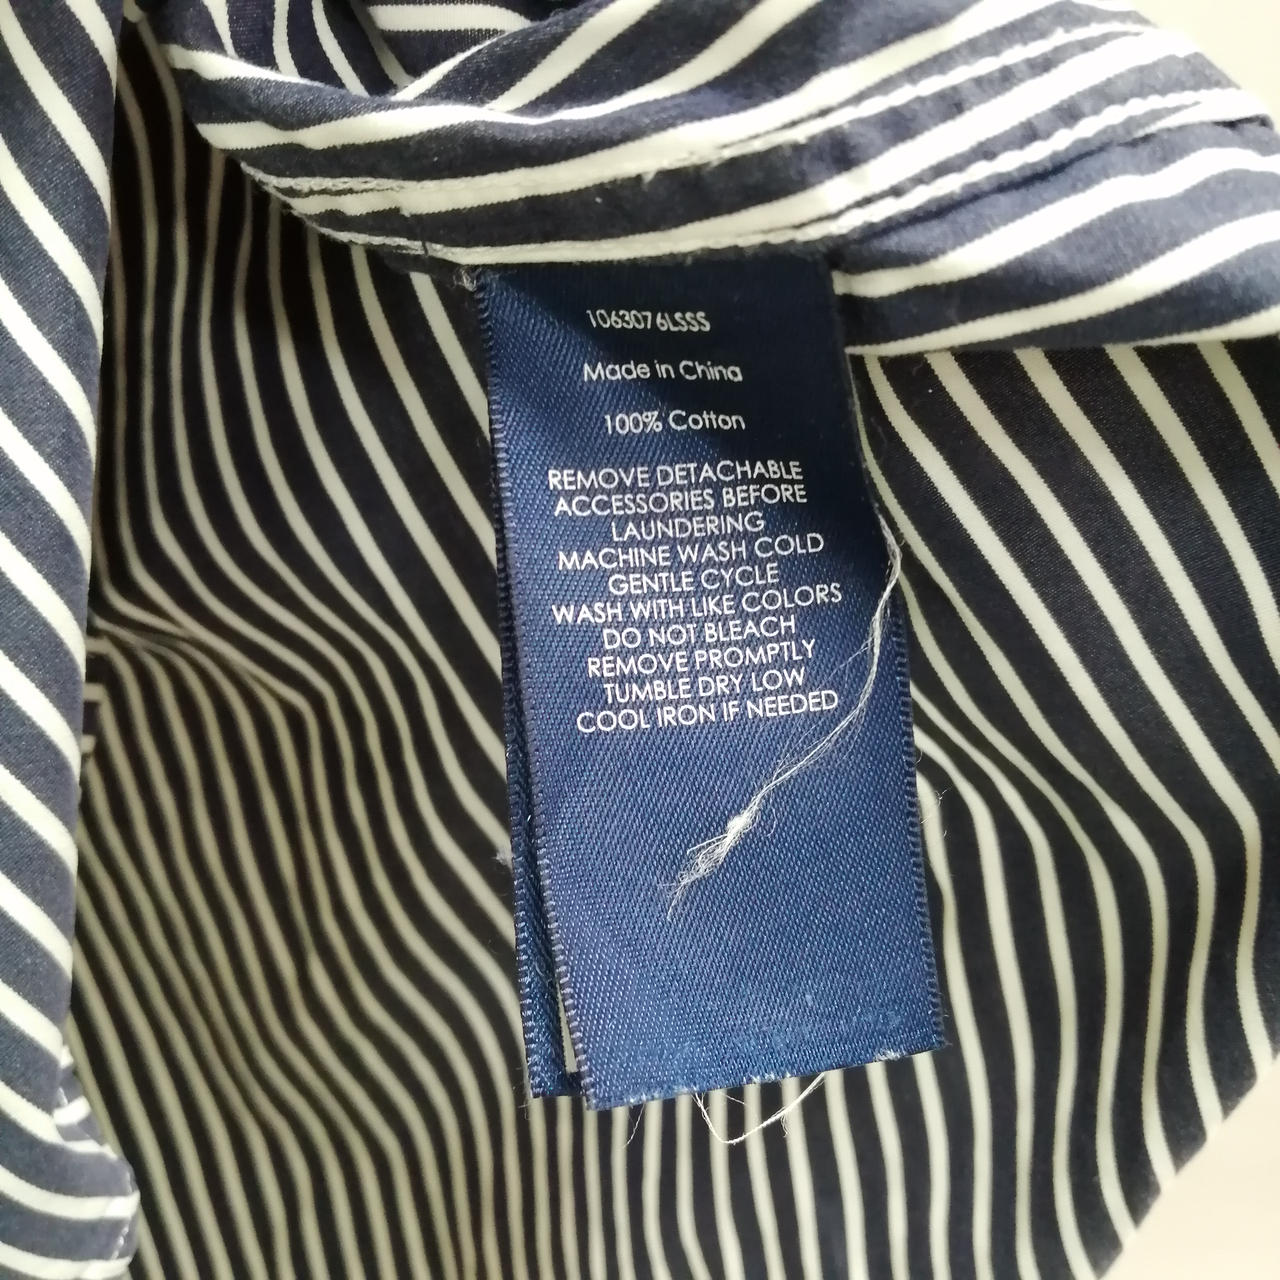 1063076LSSS
Made in China
100% Cotton
REMOVE DETACHABLE
ACCESSORIES BEFORE
LAUNDERING
MACHINE WASH COLD
GENTLE CYCLE
WASH WITH LIKE COLORS
DO NOT BLEACH
REMOVE PROMPTLY
TUMBLE DRY LOW
COOL IRON IF NEEDED